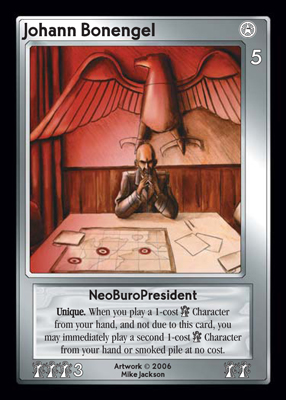 Johann Bonengel
5
NeoBuroPresident
Unique. When you play a 1-cost Character
from your hand, and not due to this card, you
may immediately play a second 1-cost Character
from your hand or smoked pile at no cost.
3
Artwork © 2006
Mike Jackson